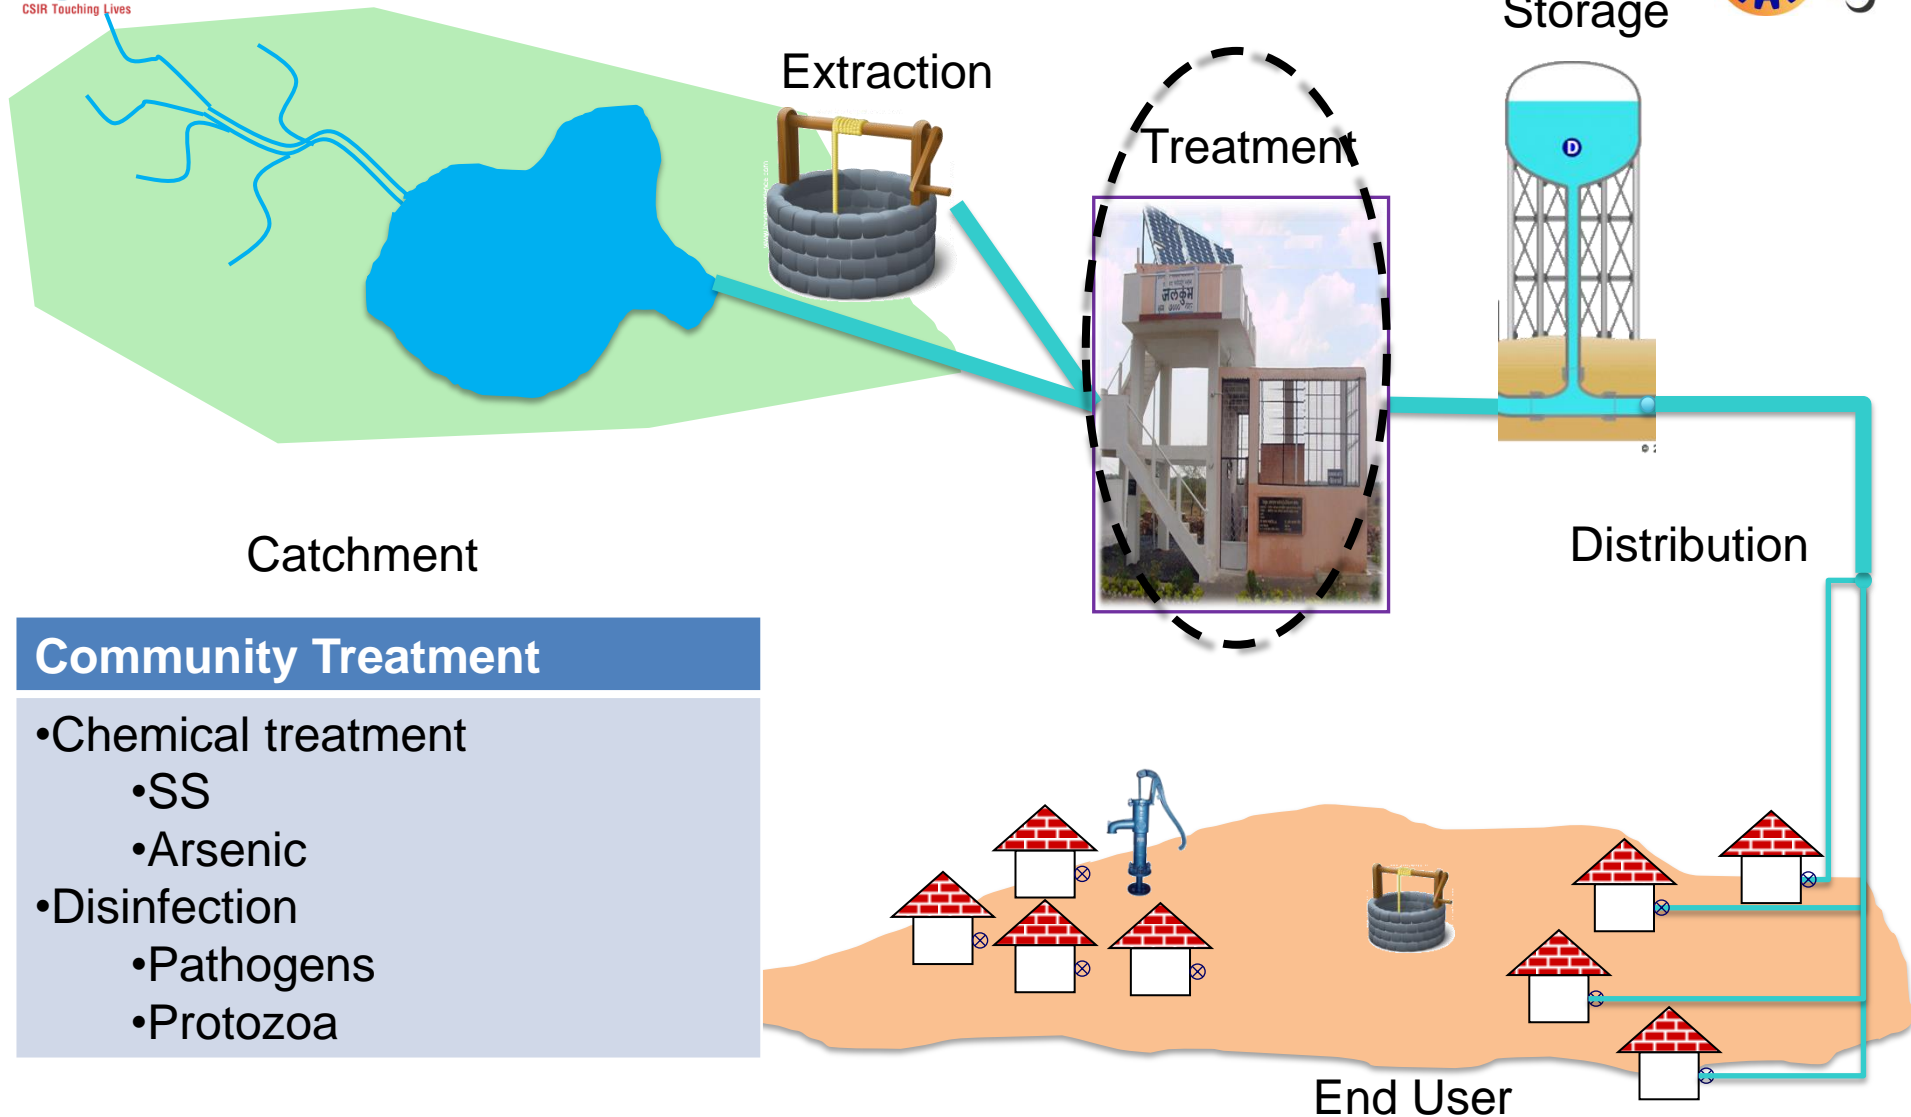 CSIR Touching Lives
Storage
Extraction
Treatment
D
जलकुंभ
Catchment
Distribution
Community Treatment
•Chemical treatment
•SS
•Arsenic
•Disinfection
•Pathogens
•Protozoa
End User